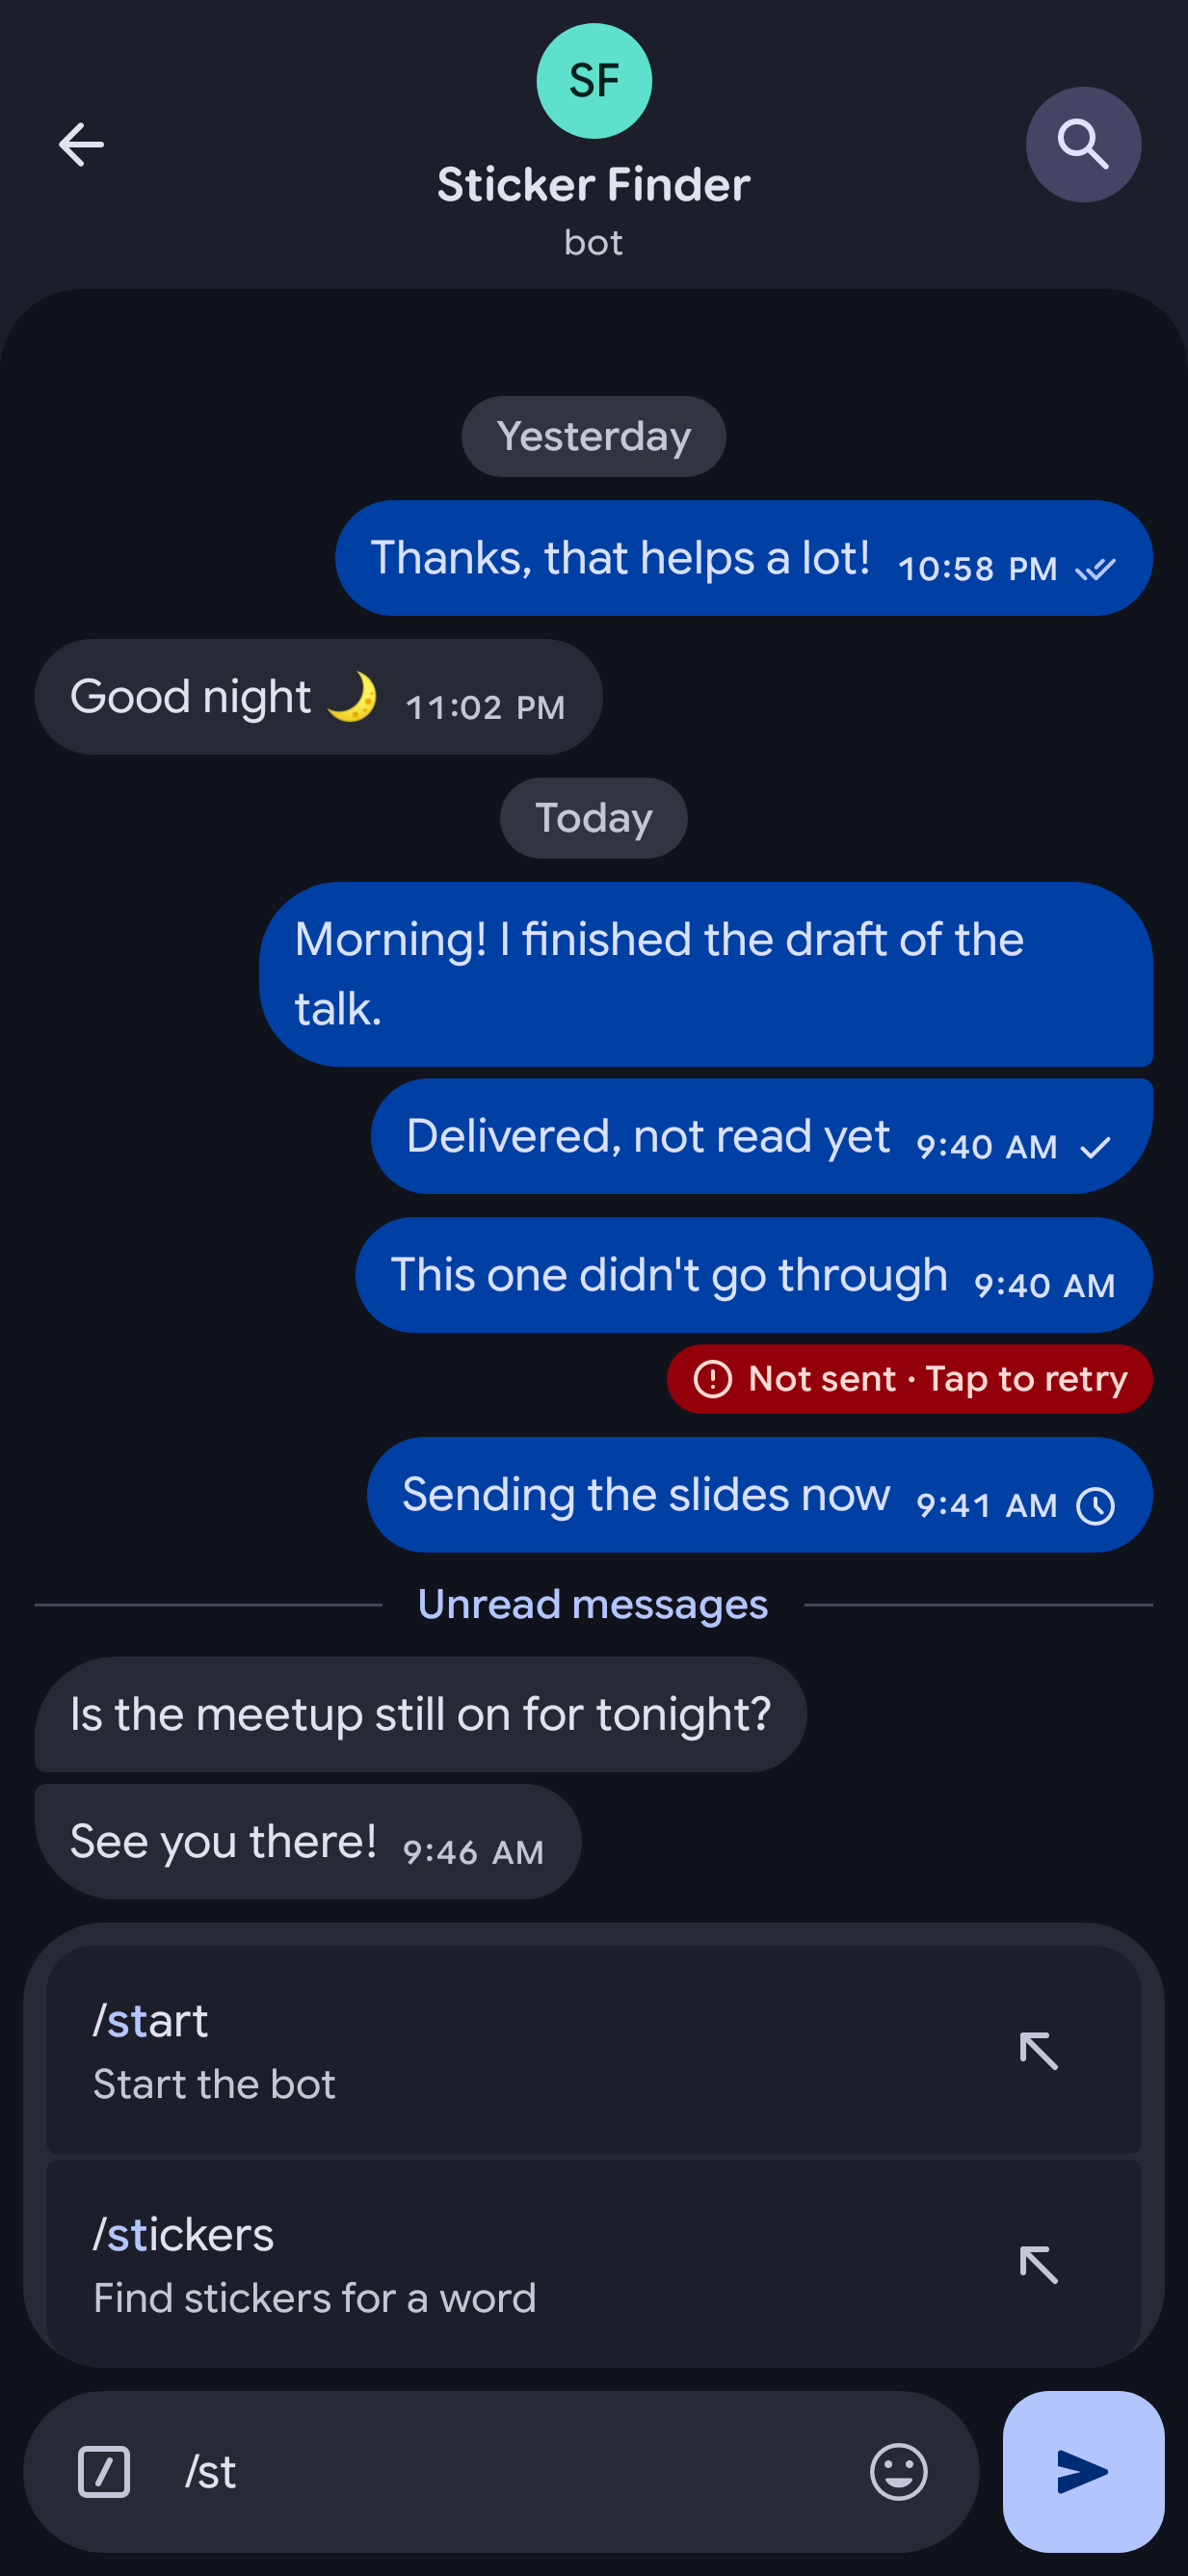 SF
Sticker Finder
bot
Yesterday
Thanks, that helps a lot! 10:58 PM
Good night 🌙 11:02 PM
Today
Morning! I finished the draft of the
talk.
Delivered, not read yet 9:40 AM
This one didn't go through 9:40 AM
Not sent · Tap to retry
Sending the slides now 9:41 AM
Unread messages
Is the meetup still on for tonight?
See you there! 9:46 AM
/start
Start the bot
/stickers
Find stickers for a word
/st